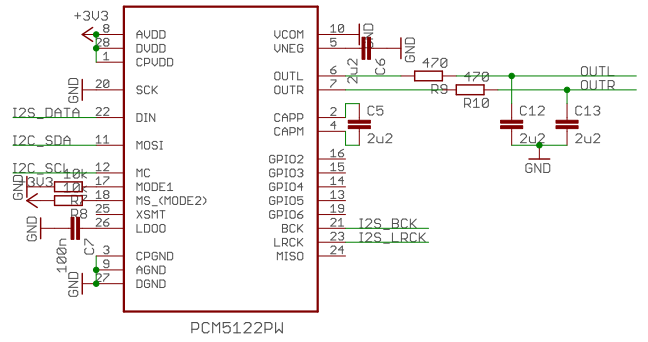 +3V3
8 AVDD
28 DVDD
1 CPVDD
GND 20 SCK
I2S_DATA 22 DIN
I2C_SDA 11 MOSI
I2C_SCL 12 MC
GND +3V3 10k 17 MODE1
10k R7 18 MS_(MODE2)
R8 25 XSMT
GND 100n C7 26 LDOO
3 CPGND
9 AGND
GND 27 DGND
VCOM 10 GND
VNEG 5 2u2 C6 GND
OUTL 6 470 R9 OUTL
OUTR 7 470 R10 OUTR
CAPP 2 C5 C12 C13
CAPM 4 2u2 2u2 2u2
GND
GPIO2 16
GPIO3 15
GPIO4 14
GPIO5 13
GPIO6 19
BCK 21 I2S_BCK
LRCK 23 I2S_LRCK
MISO 24
PCM5122PW